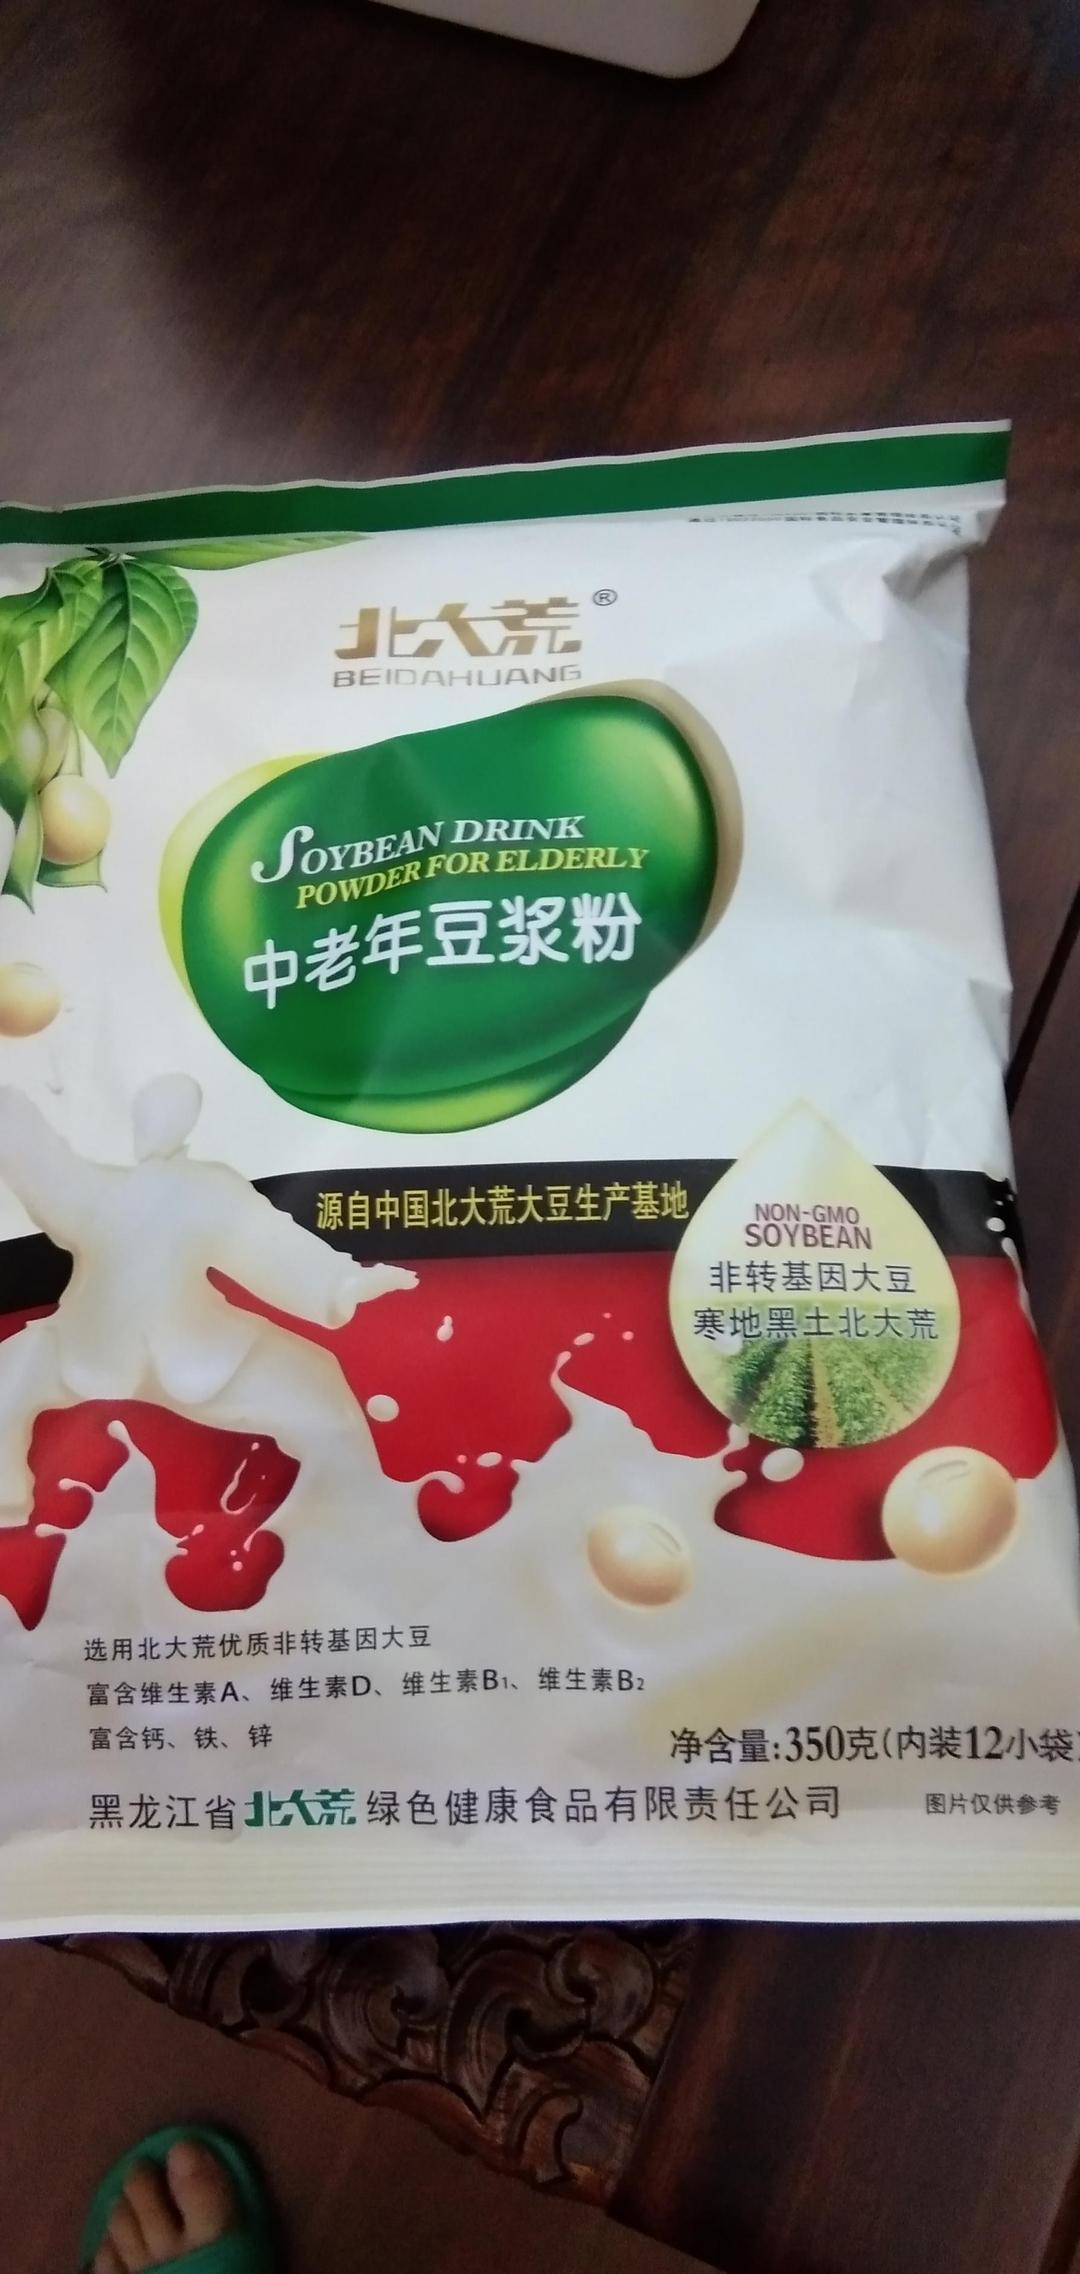 北大荒®
BEIDAHUANG
SOYBEAN DRINK
POWDER FOR ELDERLY
中老年豆浆粉
源自中国北大荒大豆生产基地
NON-GMO
SOYBEAN
非转基因大豆
寒地黑土北大荒
选用北大荒优质非转基因大豆
富含维生素A、维生素D、维生素B1、维生素B2
富含钙、铁、锌
净含量:350克(内装12小袋)
黑龙江省北大荒绿色健康食品有限责任公司
图片仅供参考